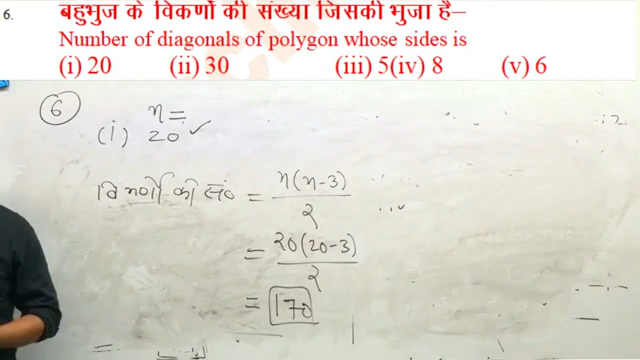 6. बहुभुज के विकर्णों की संख्या जिसकी भुजा है–
Number of diagonals of polygon whose sides is
(i) 20 (ii) 30 (iii) 5(iv) 8 (v) 6
6 n =
(i) 20 ✓
विकर्णों की सं० = n(n-3)/2
= 20(20-3)/2
= 170